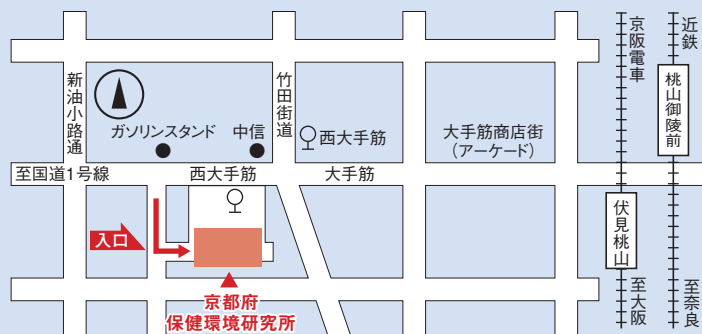 新油小路通
竹田街道
京阪電車
近鉄
ガソリンスタンド
中信
西大手筋
大手筋商店街
(アーケード)
桃山御陵前
至国道1号線
西大手筋
大手筋
伏見桃山
入口
至大阪
至奈良
京都府
保健環境研究所